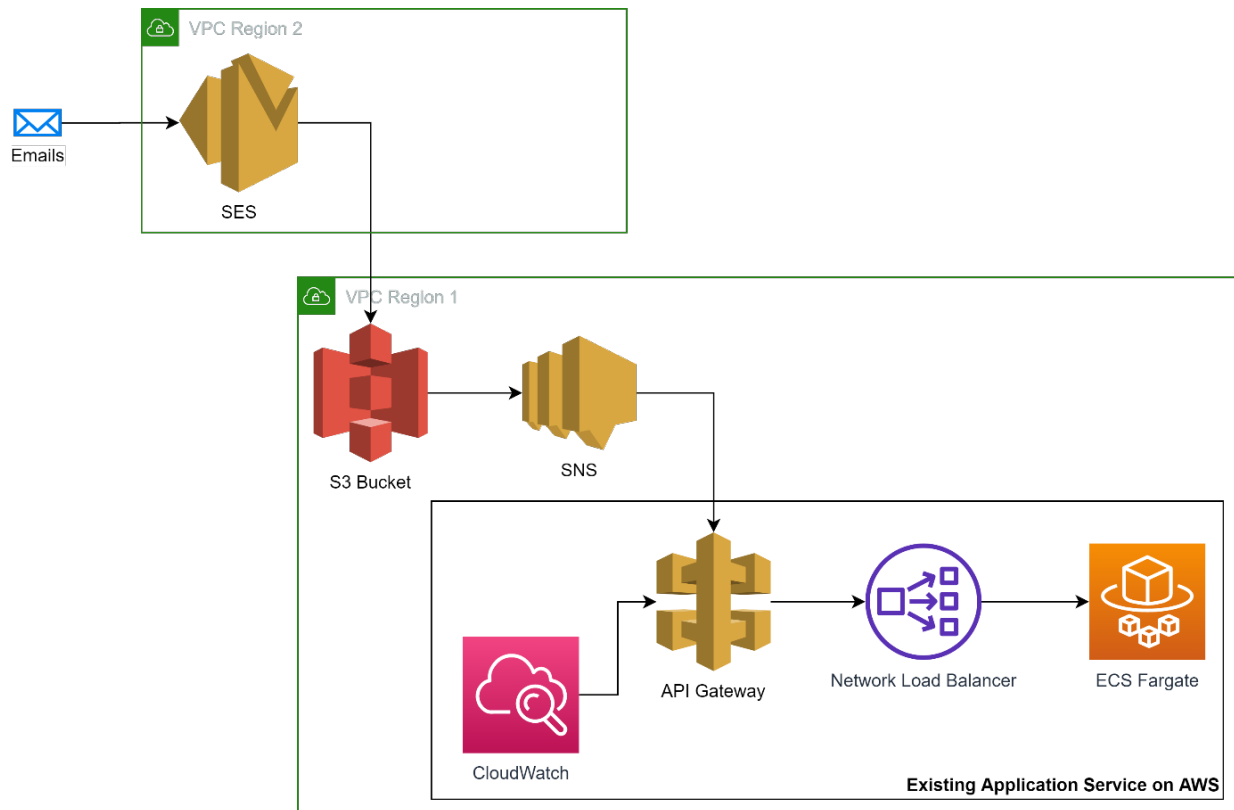 VPC Region 2
Emails
SES
VPC Region 1
S3 Bucket
SNS
API Gateway
Network Load Balancer
ECS Fargate
CloudWatch
Existing Application Service on AWS